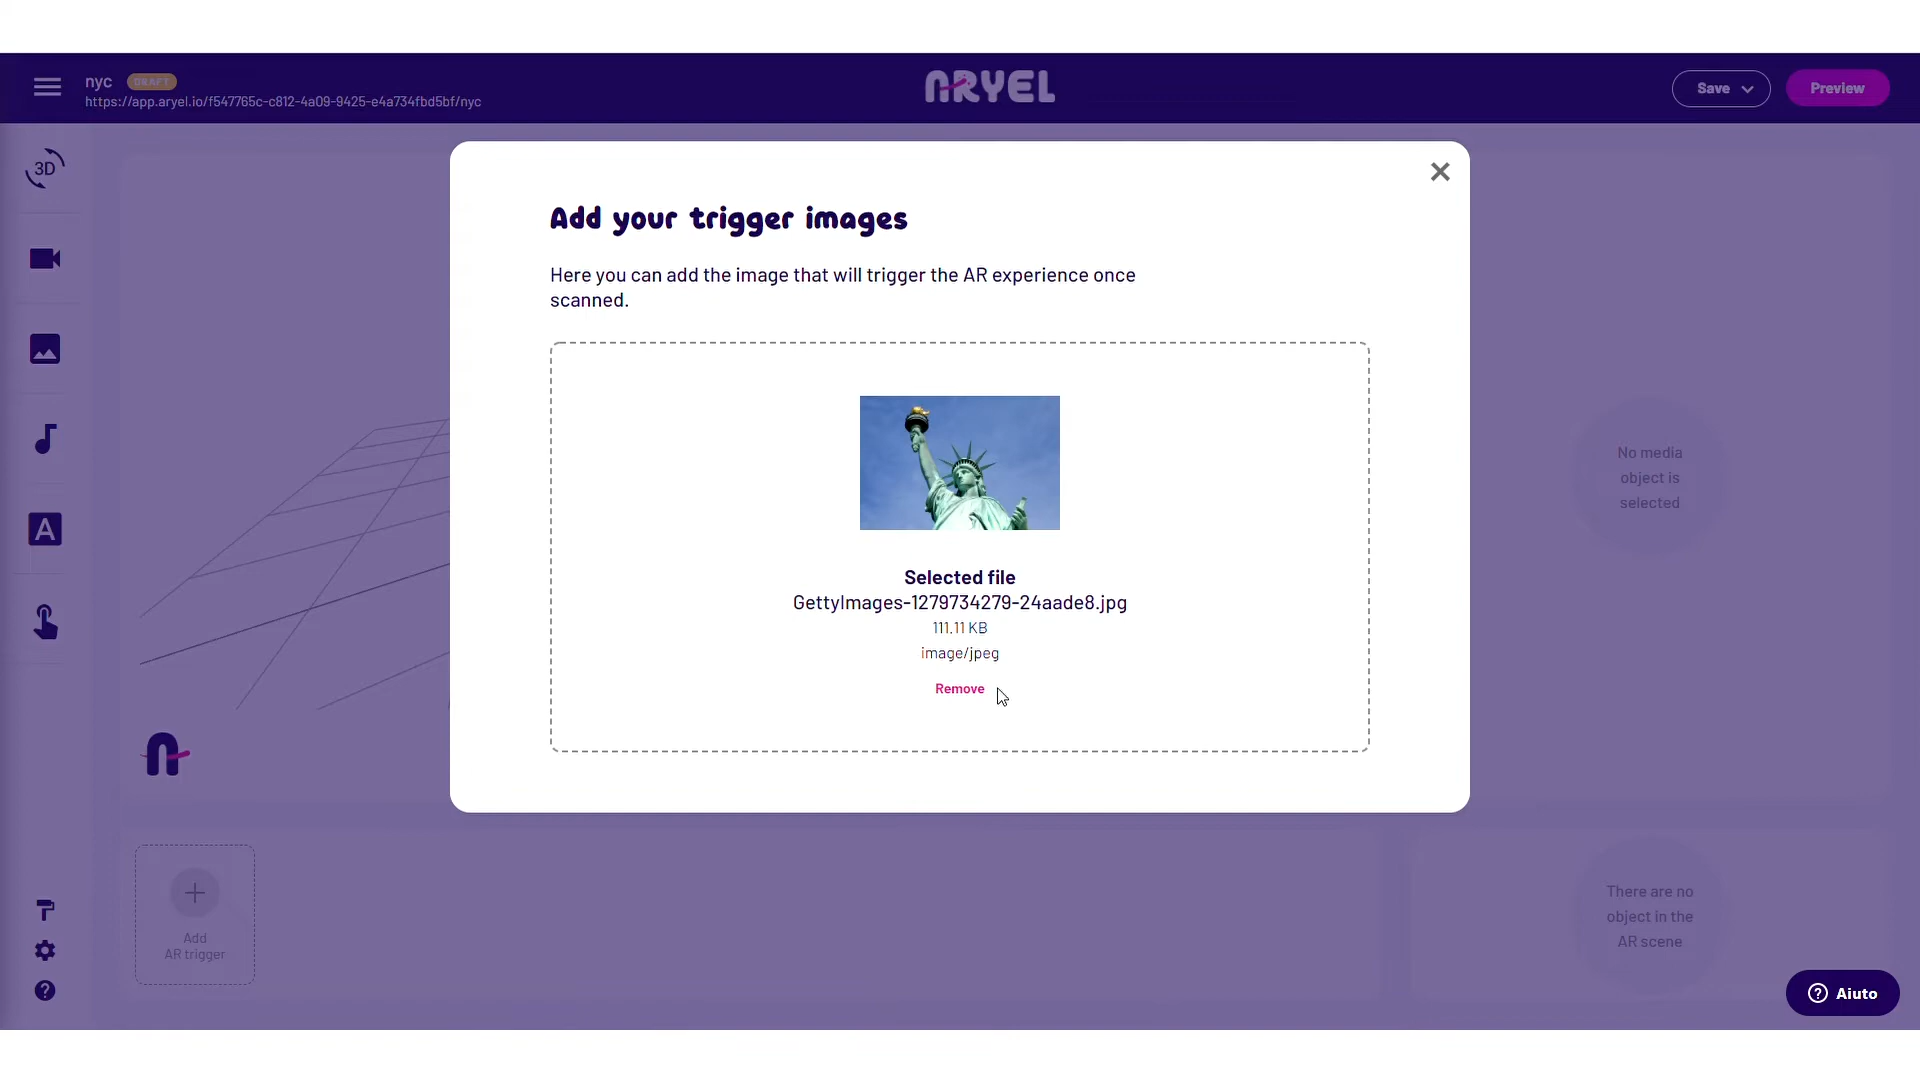 nyc DRAFT
https://app.aryel.io/f547765c-c812-4a09-9425-e4a734fbd5bf/nyc
ARYEL
Save
Preview
3D
A
Add your trigger images
Here you can add the image that will trigger the AR experience once
scanned.
Selected file
GettyImages-1279734279-24aade8.jpg
111.11 KB
image/jpeg
Remove
No media
object is
selected
Add
AR trigger
There are no
object in the
AR scene
Aiuto